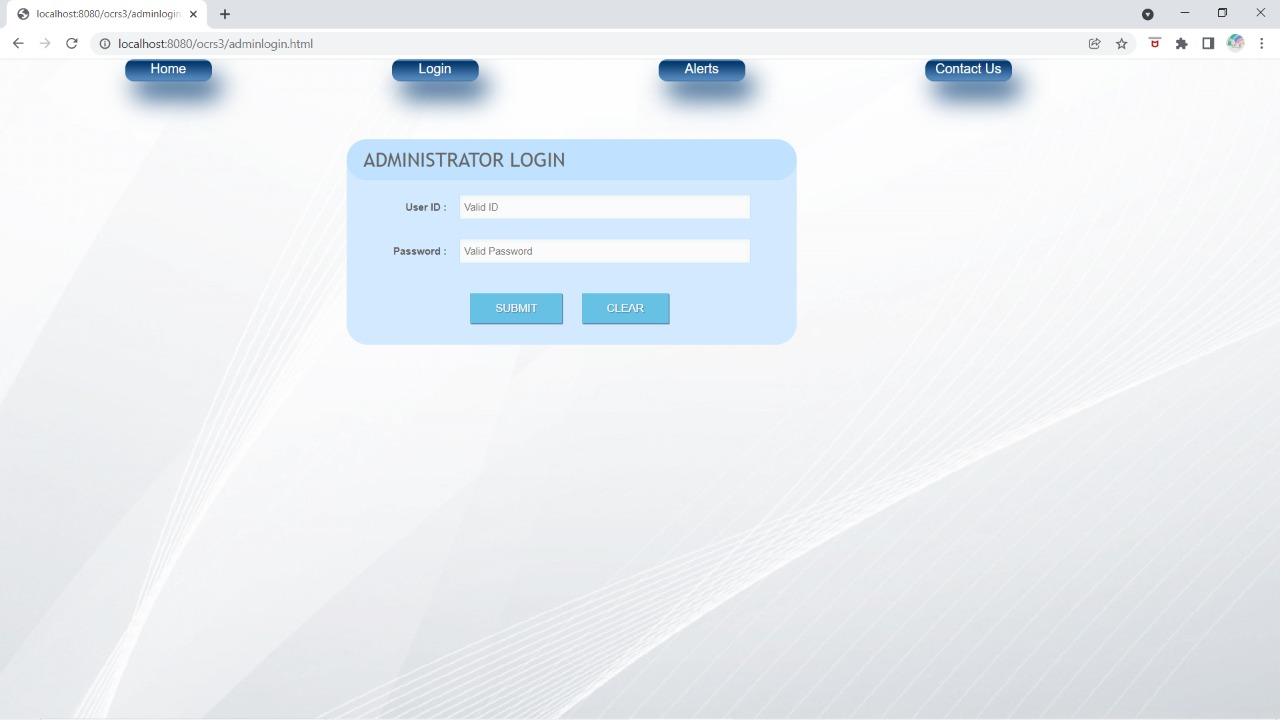 localhost:8080/ocrs3/adminlogin
localhost:8080/ocrs3/adminlogin.html
Home Login Alerts Contact Us
ADMINISTRATOR LOGIN
User ID : Valid ID
Password : Valid Password
SUBMIT CLEAR